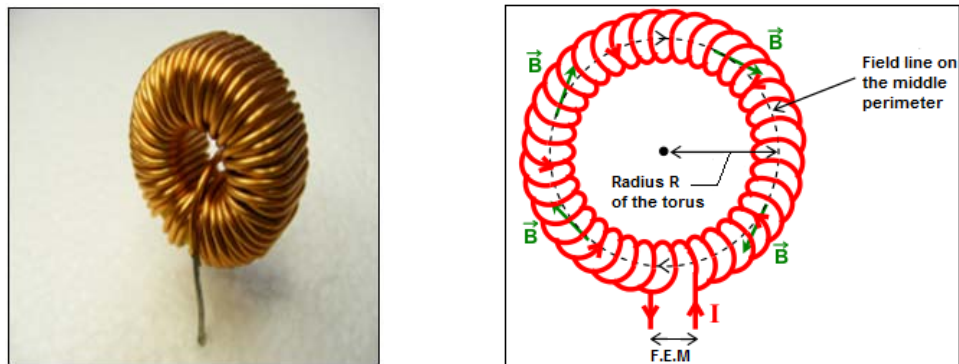 B
B
Field line on
the middle
perimeter
Radius R
of the torus
B
B
I
F.E.M